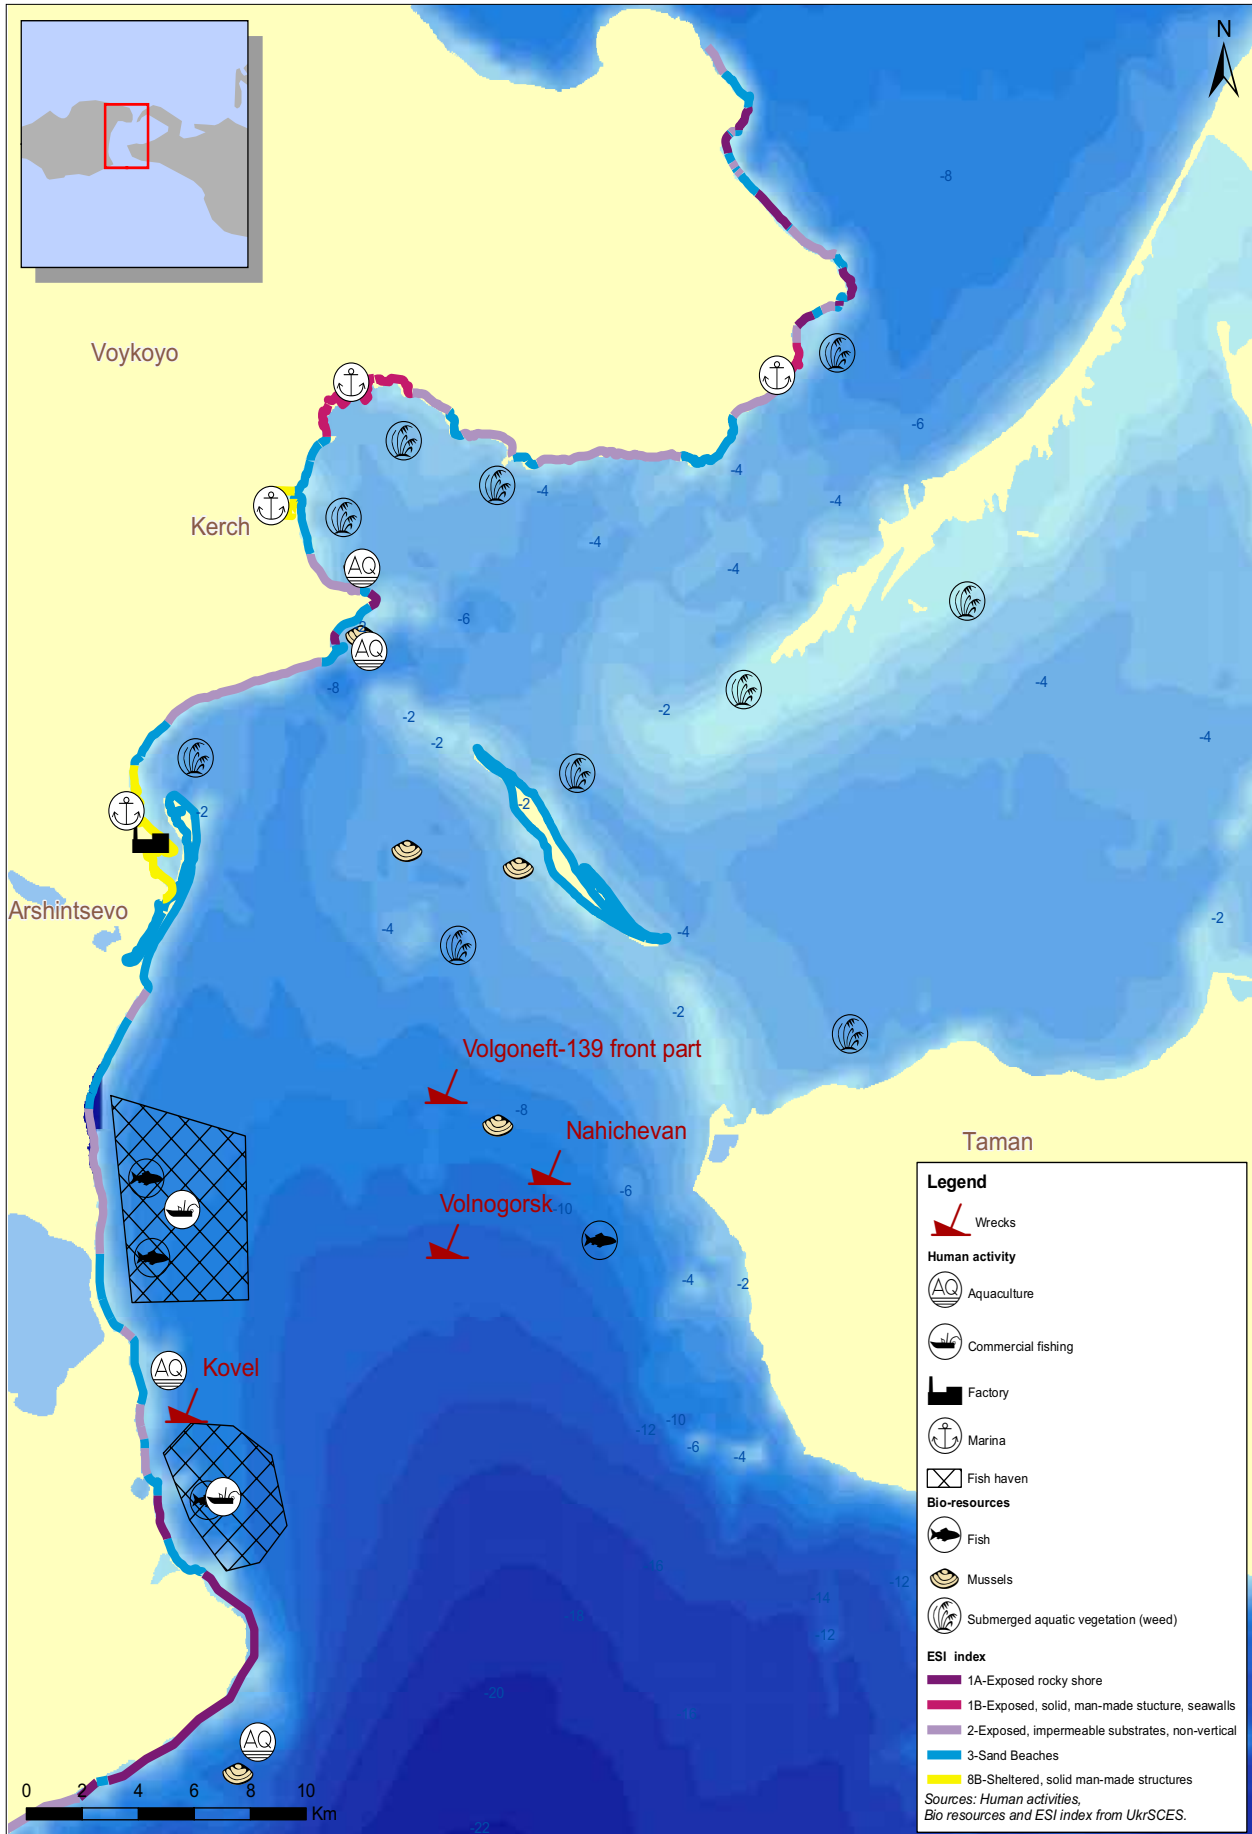 N
-8
Voykoyo
-6
-4
-4
-4
-4
-4
Kerch
AQ
-6
AQ
-8
-4
-2
-2
-2
-4
-2
-2
Arshintsevo
-2
-4
-4
-2
Volgoneft-139 front part
-8
Nahichevan
Taman
-6
Volnogorsk
-10
-4
-2
AQ
Kovel
-10
-12
-6
-4
-12
-14
-18
-12
-20
AQ
-22
0 2 4 6 8 10
Km
Legend
Wrecks
Human activity
AQ Aquaculture
Commercial fishing
Factory
Marina
Fish haven
Bio-resources
Fish
Mussels
Submerged aquatic vegetation (weed)
ESI index
1A-Exposed rocky shore
1B-Exposed, solid, man-made stucture, seawalls
2-Exposed, impermeable substrates, non-vertical
3-Sand Beaches
8B-Sheltered, solid man-made structures
Sources: Human activities,
Bio resources and ESI index from UkrSCES.